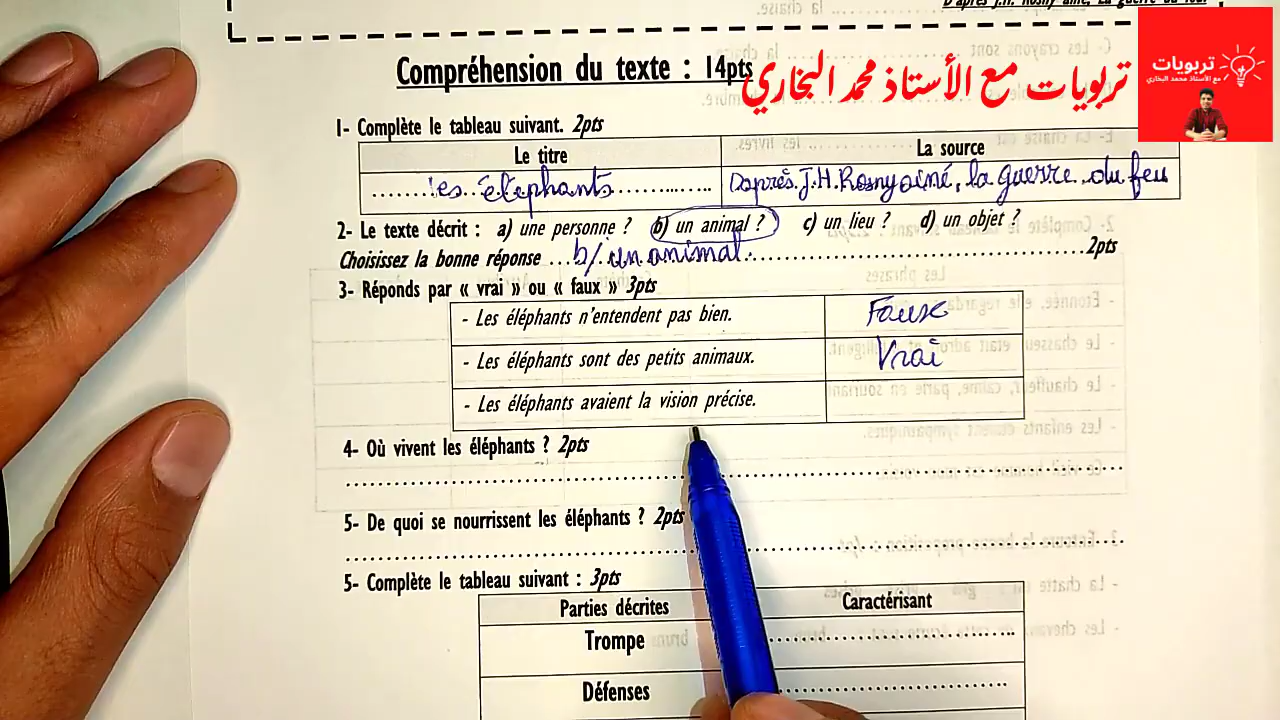 D'après J.H. Rosny aîné, La guerre du feu
Compréhension du texte : 14pts
تربويات مع الأستاذ محمد البخاري
تربويات
مع الأستاذ محمد البخاري
1- Complète le tableau suivant. 2pts
Le titre La source
les éléphants D'après J.H. Rosny aîné, la guerre du feu
2- Le texte décrit : a) une personne ? b) un animal ? c) un lieu ? d) un objet ?
Choisissez la bonne réponse ... b/ un animal ... 2pts
3- Réponds par « vrai » ou « faux » 3pts
- Les éléphants n'entendent pas bien. Faux
- Les éléphants sont des petits animaux. Vrai
- Les éléphants avaient la vision précise.
4- Où vivent les éléphants ? 2pts
5- De quoi se nourrissent les éléphants ? 2pts
5- Complète le tableau suivant : 3pts
Parties décrites Caractérisant
Trompe
Défenses